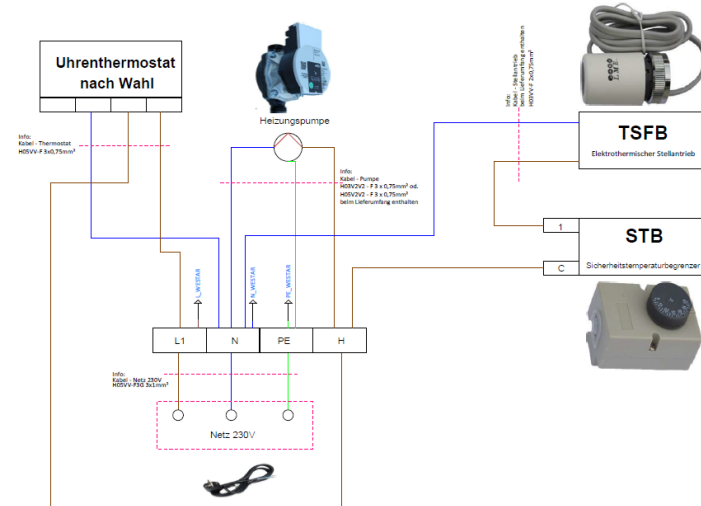 Uhrenthermostat
nach Wahl
Info:
Kabel - Thermostat
H05VV-F 3x0,75mm²
Heizungspumpe
Info:
Kabel - Pumpe
H03V2V2 - F 3 x 0,75mm² od.
H05V2V2 - F 3 x 0,75mm²
beim Lieferumfang enthalten
Info:
Kabel - Stellantrieb
beim Lieferumfang enthalten
H03VV-F 2x0,75mm²
TSFB
Elektrothermischer Stellantrieb
1
STB
C
Sicherheitstemperaturbegrenzer
L_WESTAR
N_WESTAR
PE_WESTAR
L1
N
PE
H
Info:
Kabel - Netz 230V
H05VV-F3G 3x1mm²
Netz 230V